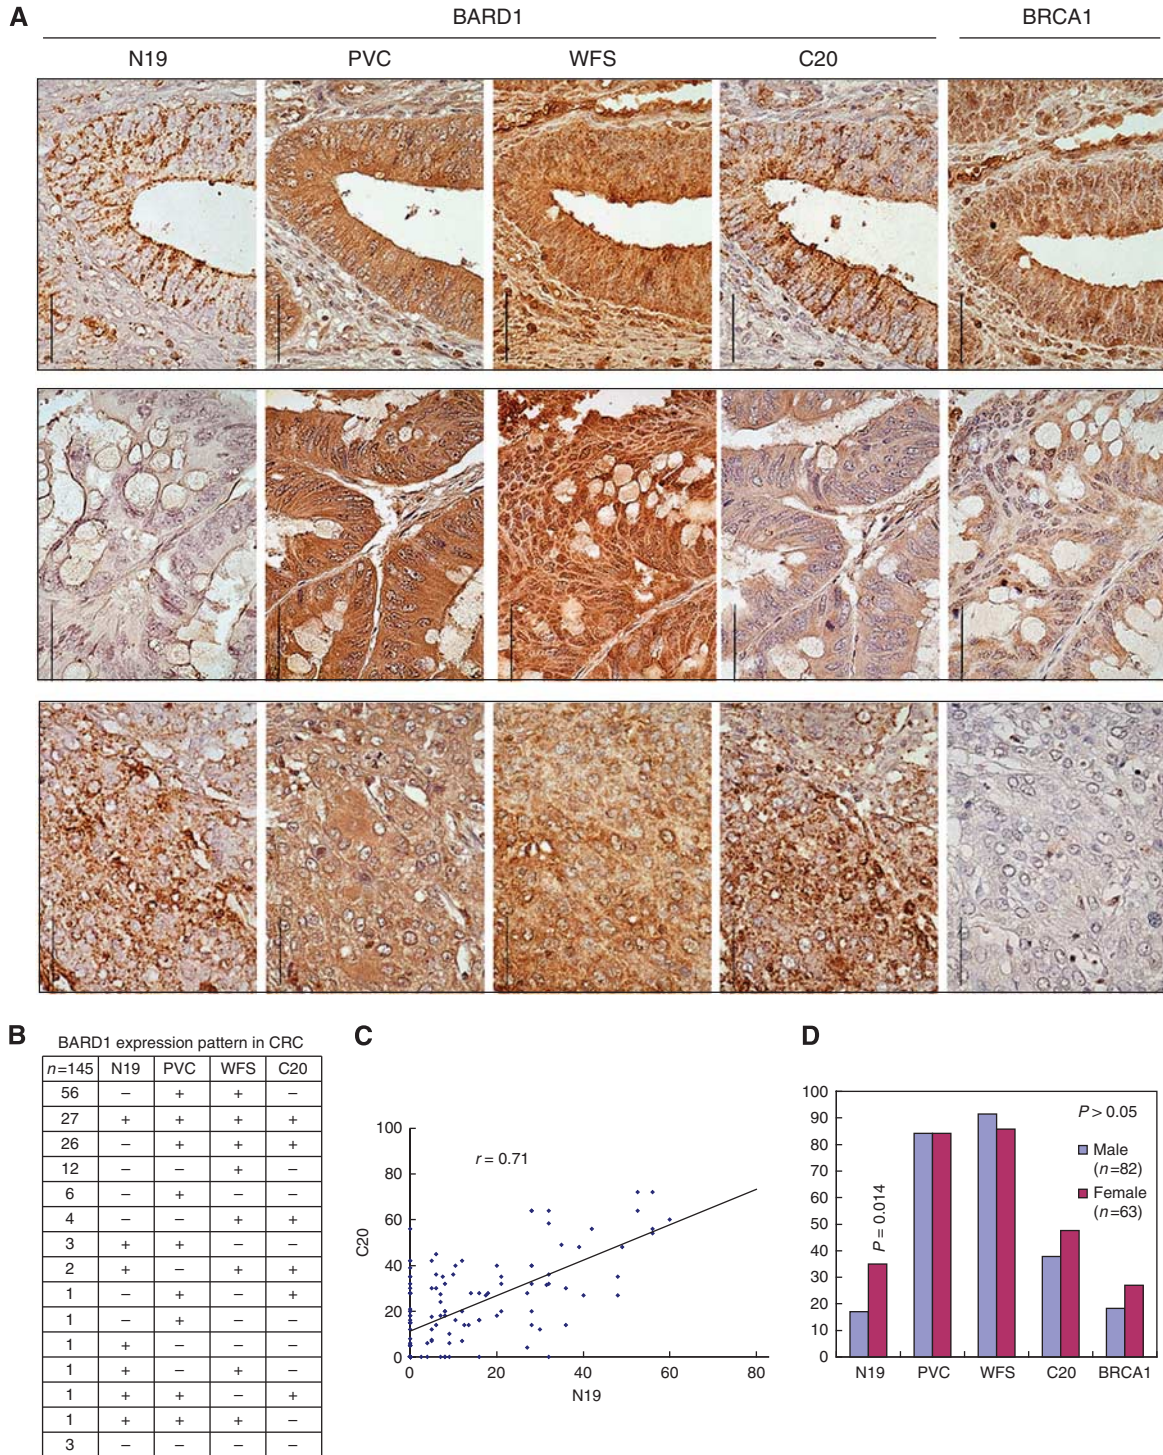 A
BARD1 BRCA1
N19 PVC WFS C20
B
BARD1 expression pattern in CRC
n=145 N19 PVC WFS C20
56 – + + –
27 + + + +
26 – + + +
12 – – + –
6 – + – –
4 – – + +
3 + + – –
2 + – + +
1 – + – +
1 – + – –
1 + – – –
1 + – + –
1 + + – +
1 + + + –
3 – – – –
C
r = 0.71
C20
100
80
60
40
20
0
0 20 40 60 80
N19
D
100
90
80
70
60
50
40
30
20
10
0
P > 0.05
Male
(n=82)
Female
(n=63)
P = 0.014
N19 PVC WFS C20 BRCA1